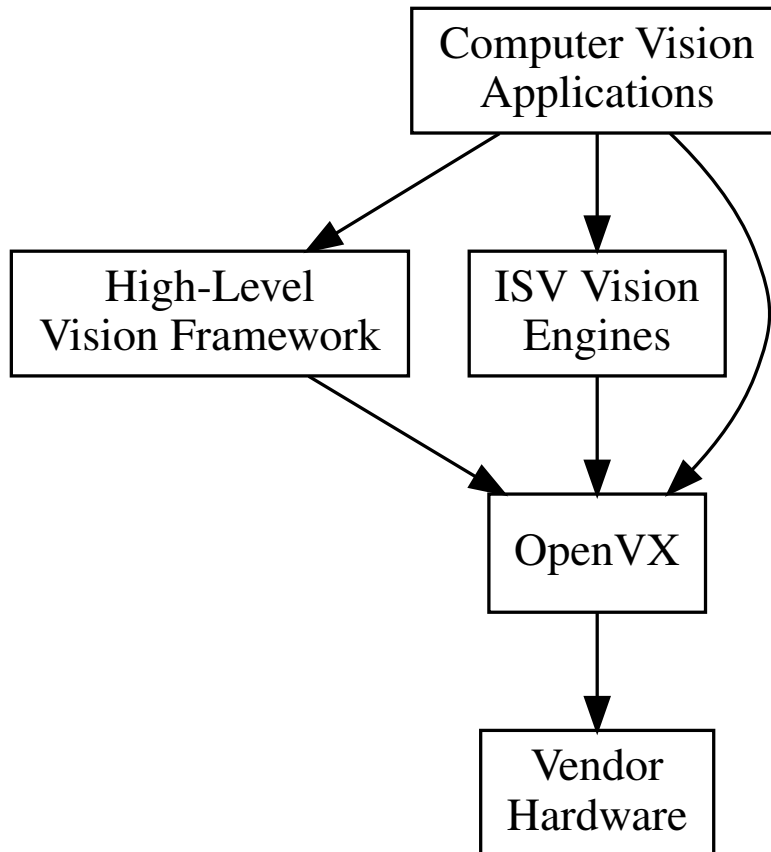 Computer Vision
Applications
High-Level
Vision Framework
ISV Vision
Engines
OpenVX
Vendor
Hardware